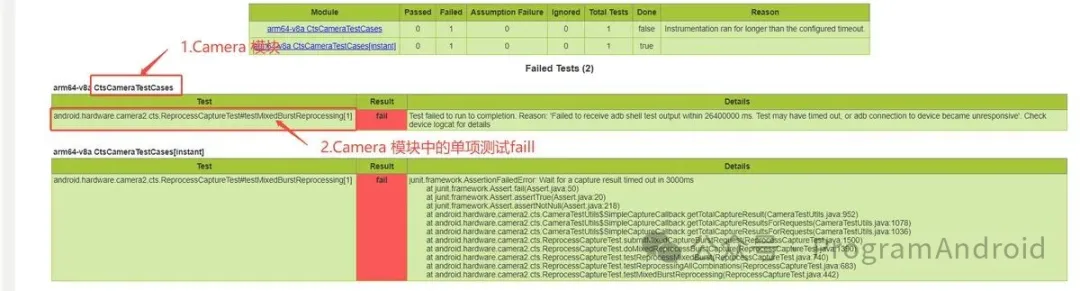 Module Passed Failed Assumption Failure Ignored Total Tests Done Reason
arm64-v8a CtsCameraTestCases 0 1 0 0 1 false Instrumentation ran for longer than the configured timeout.
arm64-v8a CtsCameraTestCases[instant] 0 1 0 0 1 true
1.Camera 模块
Failed Tests (2)
arm64-v8a CtsCameraTestCases
Test Result Details
android.hardware.camera2.cts.ReprocessCaptureTest#testMixedBurstReprocessing[1] fail Test failed to run to completion. Reason: 'Failed to receive adb shell test output within 26400000 ms. Test may have timed out, or adb connection to device became unresponsive'. Check
device logcat for details
2.Camera 模块中的单项测试faill
arm64-v8a CtsCameraTestCases[instant]
Test Result Details
android.hardware.camera2.cts.ReprocessCaptureTest#testMixedBurstReprocessing[1] fail junit.framework.AssertionFailedError: Wait for a capture result timed out in 3000ms
at junit.framework.Assert.fail(Assert.java:50)
at junit.framework.Assert.assertTrue(Assert.java:20)
at junit.framework.Assert.assertNotNull(Assert.java:218)
at android.hardware.camera2.cts.CameraTestUtils$SimpleCaptureCallback.getTotalCaptureResult(CameraTestUtils.java:952)
at android.hardware.camera2.cts.CameraTestUtils$SimpleCaptureCallback.getTotalCaptureResultsForRequests(CameraTestUtils.java:1078)
at android.hardware.camera2.cts.CameraTestUtils$SimpleCaptureCallback.getTotalCaptureResultsForRequests(CameraTestUtils.java:1036)
at android.hardware.camera2.cts.ReprocessCaptureTest.submitMixedCaptureBurstRequest(ReprocessCaptureTest.java:1500)
at android.hardware.camera2.cts.ReprocessCaptureTest.doMixedReprocessBurstCapture(ReprocessCaptureTest.java:1360)
at android.hardware.camera2.cts.ReprocessCaptureTest.testReprocessMixedBurst(ReprocessCaptureTest.java:740)
at android.hardware.camera2.cts.ReprocessCaptureTest.testReprocessingAllCombinations(ReprocessCaptureTest.java:683)
at android.hardware.camera2.cts.ReprocessCaptureTest.testMixedBurstReprocessing(ReprocessCaptureTest.java:442)
ProgramAndroid